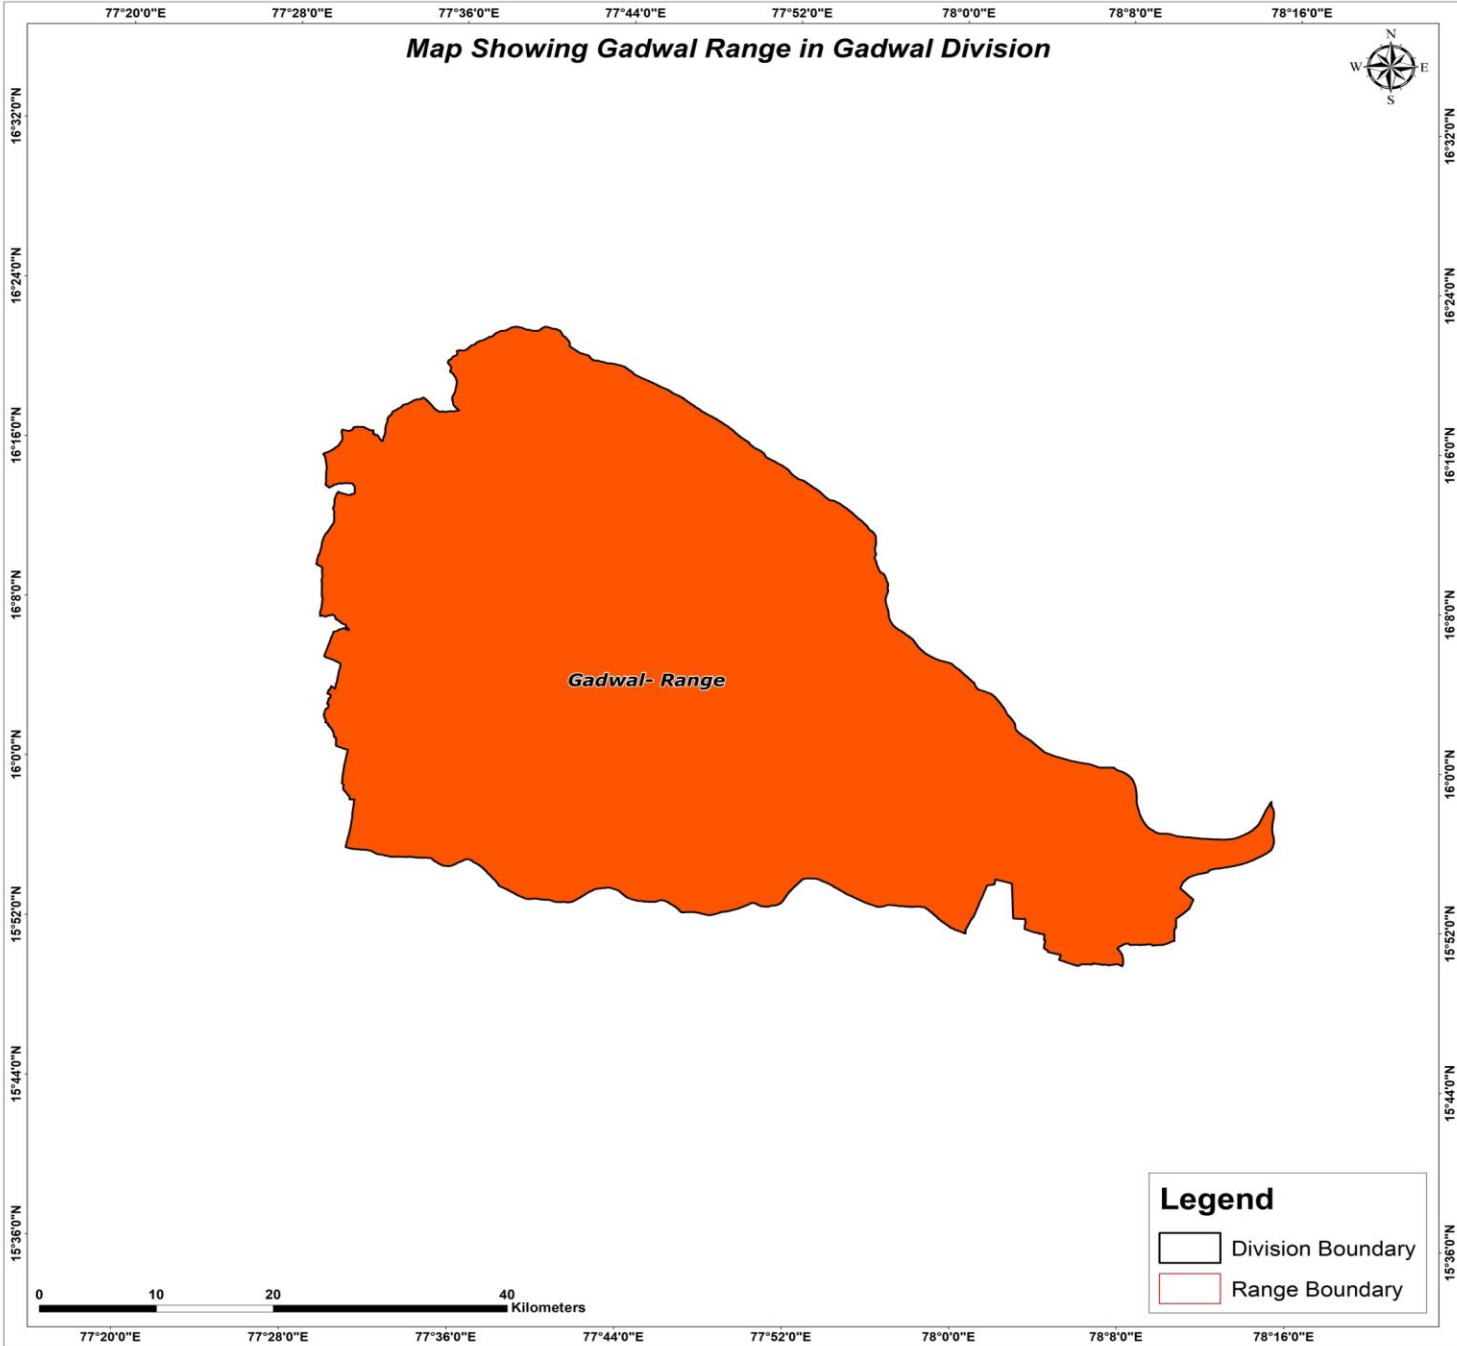 77°20'0"E 77°28'0"E 77°36'0"E 77°44'0"E 77°52'0"E 78°0'0"E 78°8'0"E 78°16'0"E
Map Showing Gadwal Range in Gadwal Division
N
W E
S
16°32'0"N
16°24'0"N
16°16'0"N
16°8'0"N
16°0'0"N
15°52'0"N
15°44'0"N
15°36'0"N
Gadwal- Range
16°32'0"N
16°24'0"N
16°16'0"N
16°8'0"N
16°0'0"N
15°52'0"N
15°44'0"N
15°36'0"N
Legend
Division Boundary
Range Boundary
0 10 20 40
Kilometers
77°20'0"E 77°28'0"E 77°36'0"E 77°44'0"E 77°52'0"E 78°0'0"E 78°8'0"E 78°16'0"E